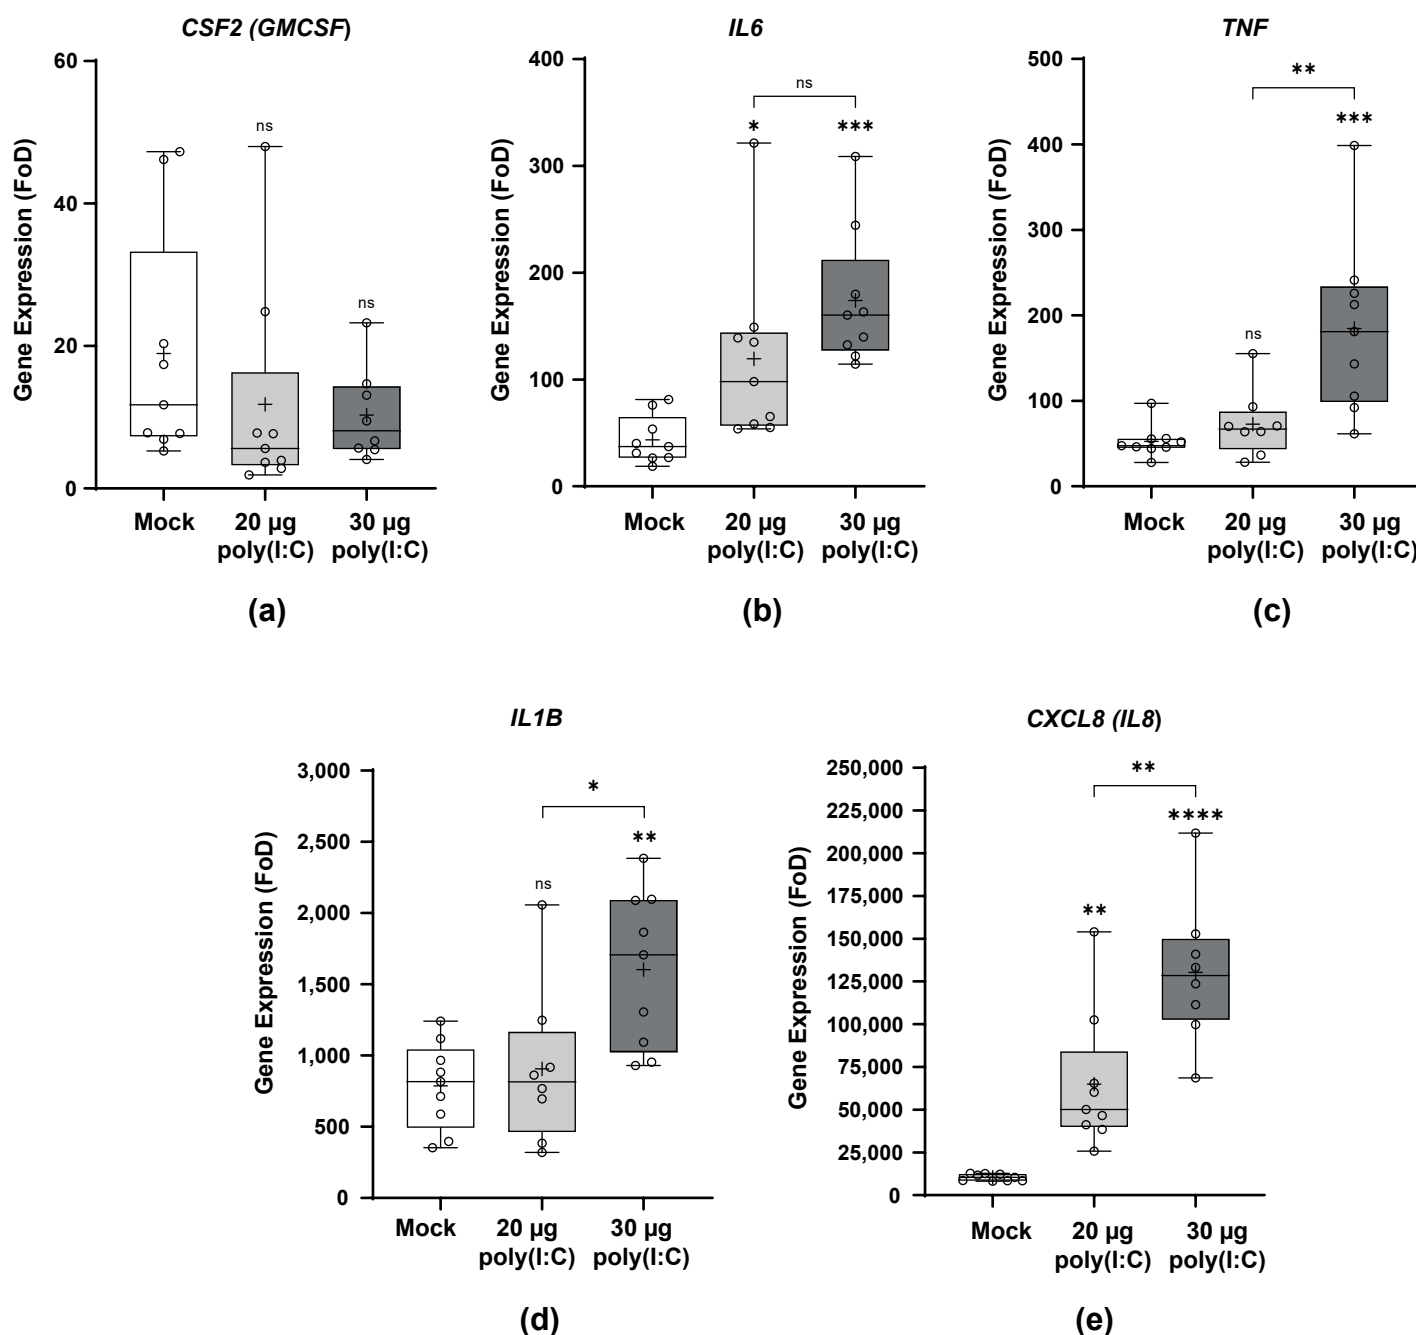 CSF2 (GMCSF)
60
40
20
0
Gene Expression (FoD)
ns
ns
Mock
20 µg
poly(I:C)
30 µg
poly(I:C)
(a)
IL6
400
300
200
100
0
Gene Expression (FoD)
ns
*
***
Mock
20 µg
poly(I:C)
30 µg
poly(I:C)
(b)
TNF
500
400
300
200
100
0
Gene Expression (FoD)
**
***
ns
Mock
20 µg
poly(I:C)
30 µg
poly(I:C)
(c)
IL1B
3,000
2,500
2,000
1,500
1,000
500
0
Gene Expression (FoD)
*
**
ns
Mock
20 µg
poly(I:C)
30 µg
poly(I:C)
(d)
CXCL8 (IL8)
250,000
225,000
200,000
175,000
150,000
125,000
100,000
75,000
50,000
25,000
0
Gene Expression (FoD)
**
****
**
Mock
20 µg
poly(I:C)
30 µg
poly(I:C)
(e)